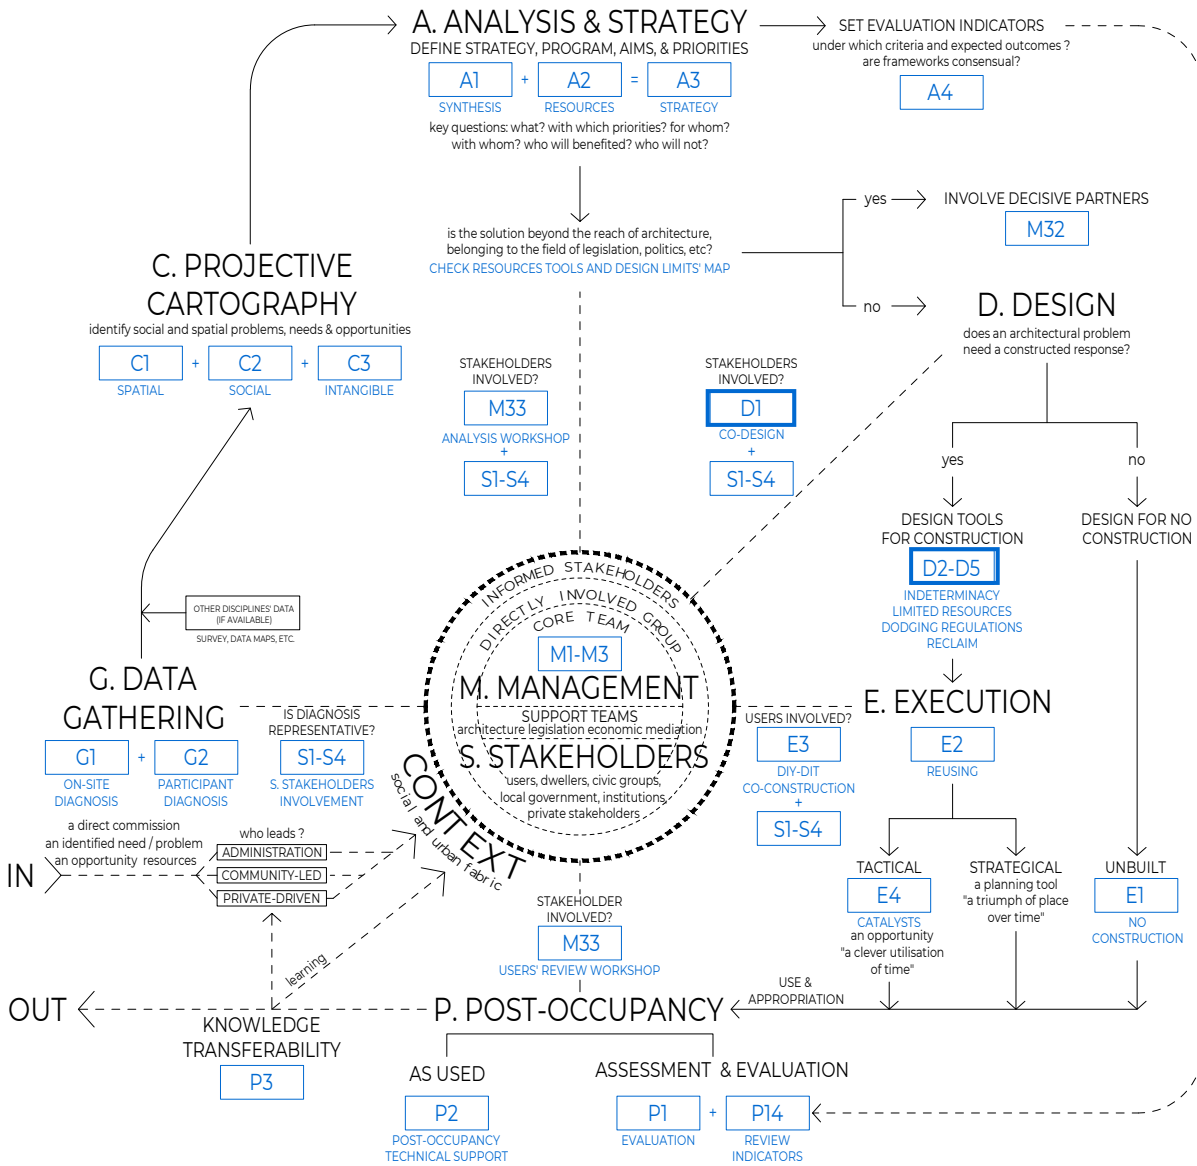 A. ANALYSIS & STRATEGY
DEFINE STRATEGY, PROGRAM, AIMS, & PRIORITIES
A1 + A2 = A3
SYNTHESIS RESOURCES STRATEGY
key questions: what? with which priorities? for whom?
with whom? who will benefited? who will not?
SET EVALUATION INDICATORS
under which criteria and expected outcomes ?
are frameworks consensual?
A4
is the solution beyond the reach of architecture,
belonging to the field of legislation, politics, etc?
CHECK RESOURCES TOOLS AND DESIGN LIMITS' MAP
yes
INVOLVE DECISIVE PARTNERS
M32
no
D. DESIGN
does an architectural problem
need a constructed response?
C. PROJECTIVE
CARTOGRAPHY
identify social and spatial problems, needs & opportunities
C1 + C2 + C3
SPATIAL SOCIAL INTANGIBLE
STAKEHOLDERS
INVOLVED?
M33
ANALYSIS WORKSHOP
+
S1-S4
STAKEHOLDERS
INVOLVED?
D1
CO-DESIGN
+
S1-S4
yes
no
DESIGN TOOLS
FOR CONSTRUCTION
D2-D5
INDETERMINACY
LIMITED RESOURCES
DODGING REGULATIONS
RECLAIM
DESIGN FOR NO
CONSTRUCTION
INFORMED STAKEHOLDERS
DIRECTLY INVOLVED GROUP
CORE TEAM
M1-M3
M. MANAGEMENT
SUPPORT TEAMS
architecture legislation economic mediation
S. STAKEHOLDERS
users, dwellers, civic groups,
local government, institutions,
private stakeholders
CONTEXT
social and urban fabric
OTHER DISCIPLINES' DATA
(IF AVAILABLE)
SURVEY, DATA MAPS, ETC.
G. DATA
GATHERING
G1 + G2
ON-SITE
DIAGNOSIS
PARTICIPANT
DIAGNOSIS
IS DIAGNOSIS
REPRESENTATIVE?
S1-S4
S. STAKEHOLDERS
INVOLVEMENT
USERS INVOLVED?
E3
DIY-DIT
CO-CONSTRUCTiON
+
S1-S4
E. EXECUTION
E2
REUSING
a direct commission
an identified need / problem
an opportunity resources
IN
who leads ?
ADMINISTRATION
COMMUNITY-LED
PRIVATE-DRIVEN
learning
TACTICAL
E4
CATALYSTS
an opportunity
"a clever utilisation
of time"
STRATEGICAL
a planning tool
"a triumph of place
over time"
UNBUILT
E1
NO
CONSTRUCTION
STAKEHOLDER
INVOLVED?
M33
USERS' REVIEW WORKSHOP
USE &
APPROPRIATION
OUT
P. POST-OCCUPANCY
KNOWLEDGE
TRANSFERABILITY
P3
AS USED
P2
POST-OCCUPANCY
TECHNICAL SUPPORT
ASSESSMENT & EVALUATION
P1 + P14
EVALUATION
REVIEW
INDICATORS